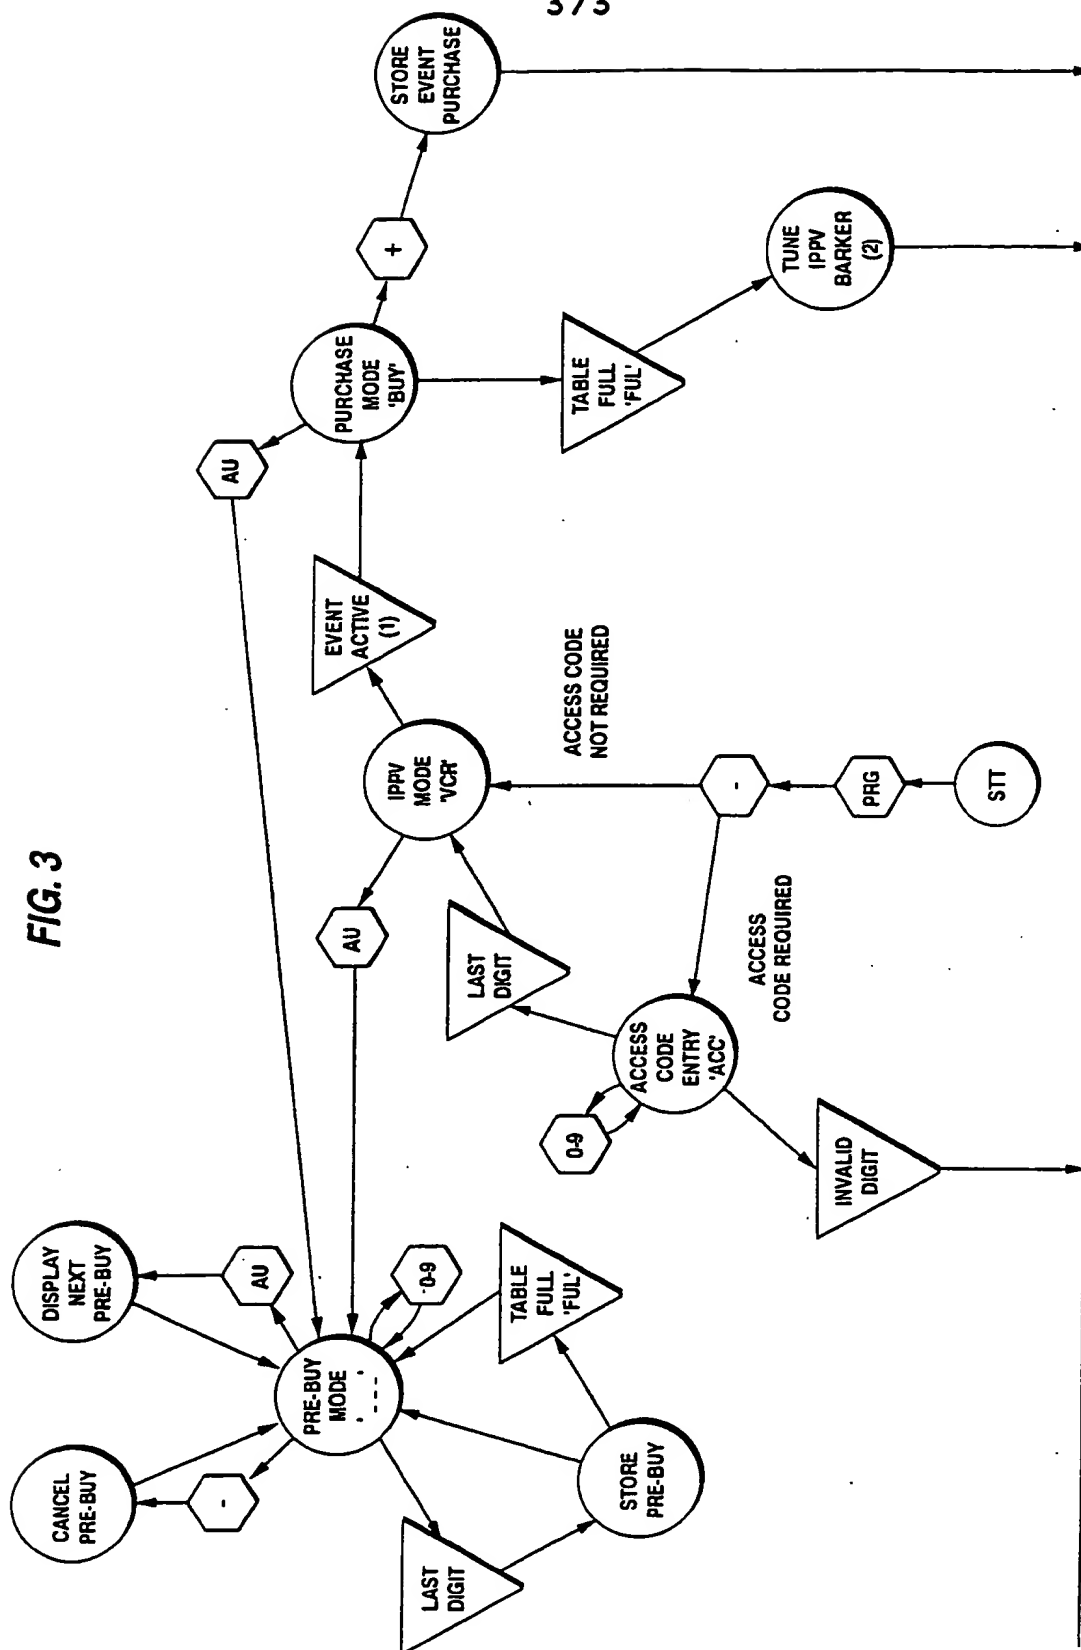 3/3
FIG. 3
CANCEL
PRE-BUY
-
DISPLAY
NEXT
PRE-BUY
AU
PRE-BUY
MODE
'---'
0-9
LAST
DIGIT
STORE
PRE-BUY
TABLE
FULL
'FUL'
AU
AU
IPPV
MODE
'VCR'
EVENT
ACTIVE
(1)
PURCHASE
MODE
'BUY'
+
STORE
EVENT
PURCHASE
TABLE
FULL
'FUL'
TUNE
IPPV
BARKER
(2)
LAST
DIGIT
0-9
ACCESS
CODE
ENTRY
'ACC'
INVALID
DIGIT
ACCESS
CODE REQUIRED
ACCESS CODE
NOT REQUIRED
-
PRG
STT